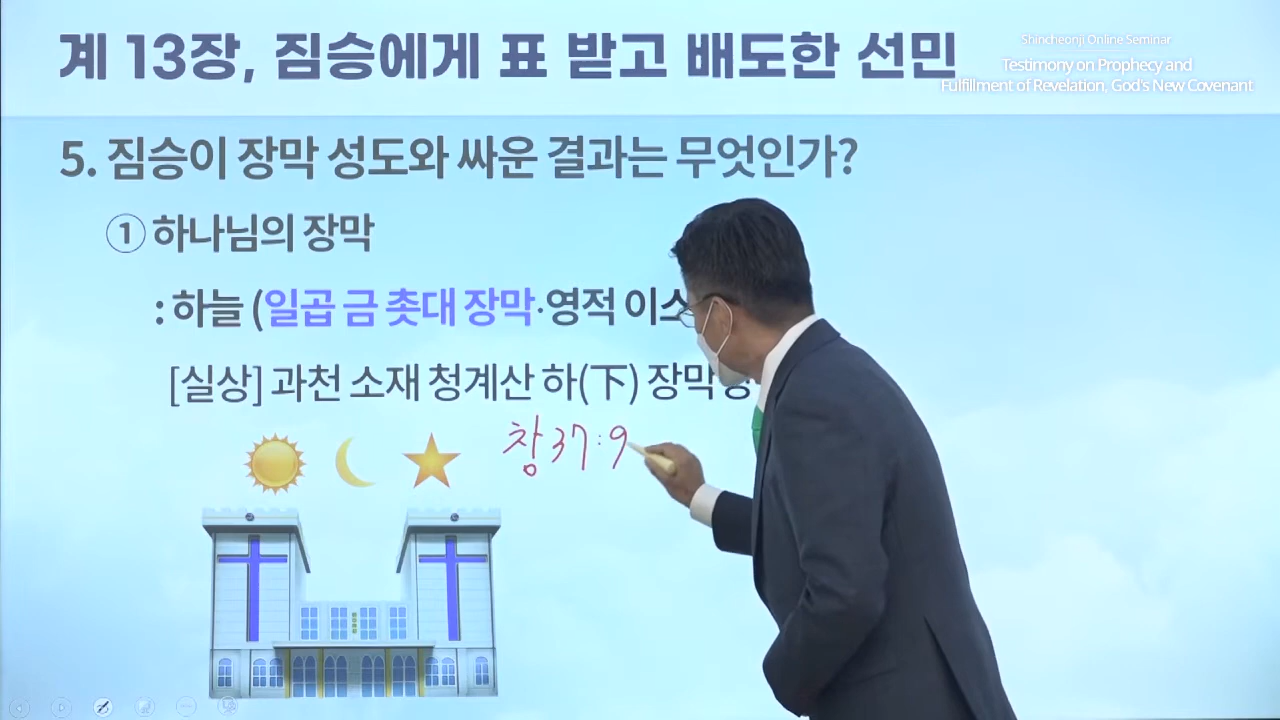 계 13장, 짐승에게 표 받고 배도한 선민
Shincheonji Online Seminar
Testimony on Prophecy and
Fulfillment of Revelation, God's New Covenant
5. 짐승이 장막 성도와 싸운 결과는 무엇인가?
① 하나님의 장막
: 하늘 (일곱 금 촛대 장막·영적 이스
[실상] 과천 소재 청계산 하(下) 장막
창 37:9